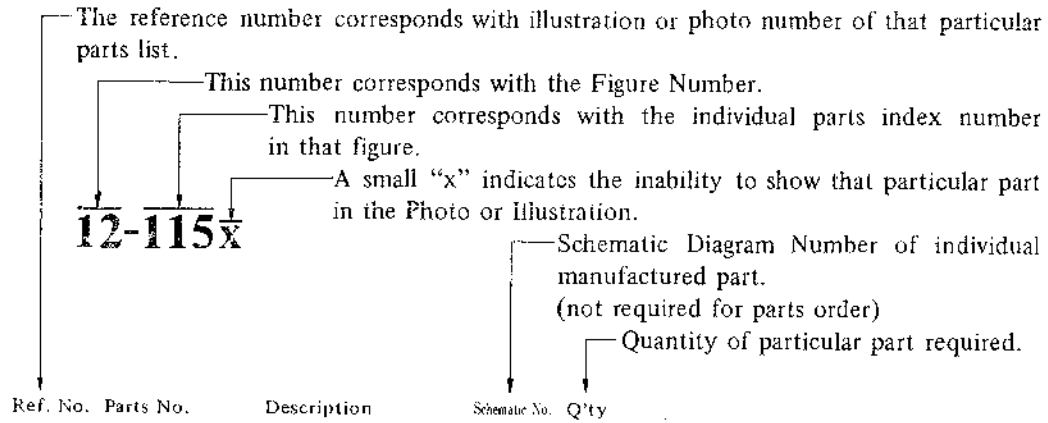 The reference number corresponds with illustration or photo number of that particular
parts list.
This number corresponds with the Figure Number.
This number corresponds with the individual parts index number
in that figure.
A small “x” indicates the inability to show that particular part
in the Photo or Illustration.
12-115x
Schematic Diagram Number of individual
manufactured part.
(not required for parts order)
Quantity of particular part required.
Ref. No. Parts No. Description Schematic No. Q'ty